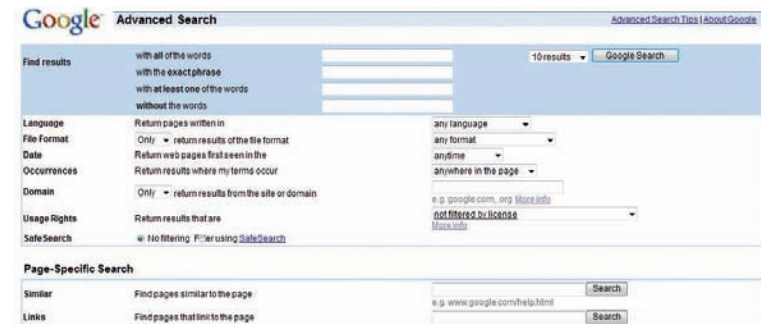 Google Advanced Search Advanced Search Tips | About Google
Find results with all of the words 10 results Google Search
with the exact phrase
with at least one of the words
without the words
Language Return pages written in any language
File Format Only return results of the file format any format
Date Return web pages first seen in the anytime
Occurrences Return results where my terms occur anywhere in the page
Domain Only return results from the site or domain
e.g. google.com, .org More info
Usage Rights Return results that are not filtered by license
More info
SafeSearch No filtering using SafeSearch
Page-Specific Search
Similar Find pages similar to the page Search
e.g. www.google.com/help.html
Links Find pages that link to the page Search